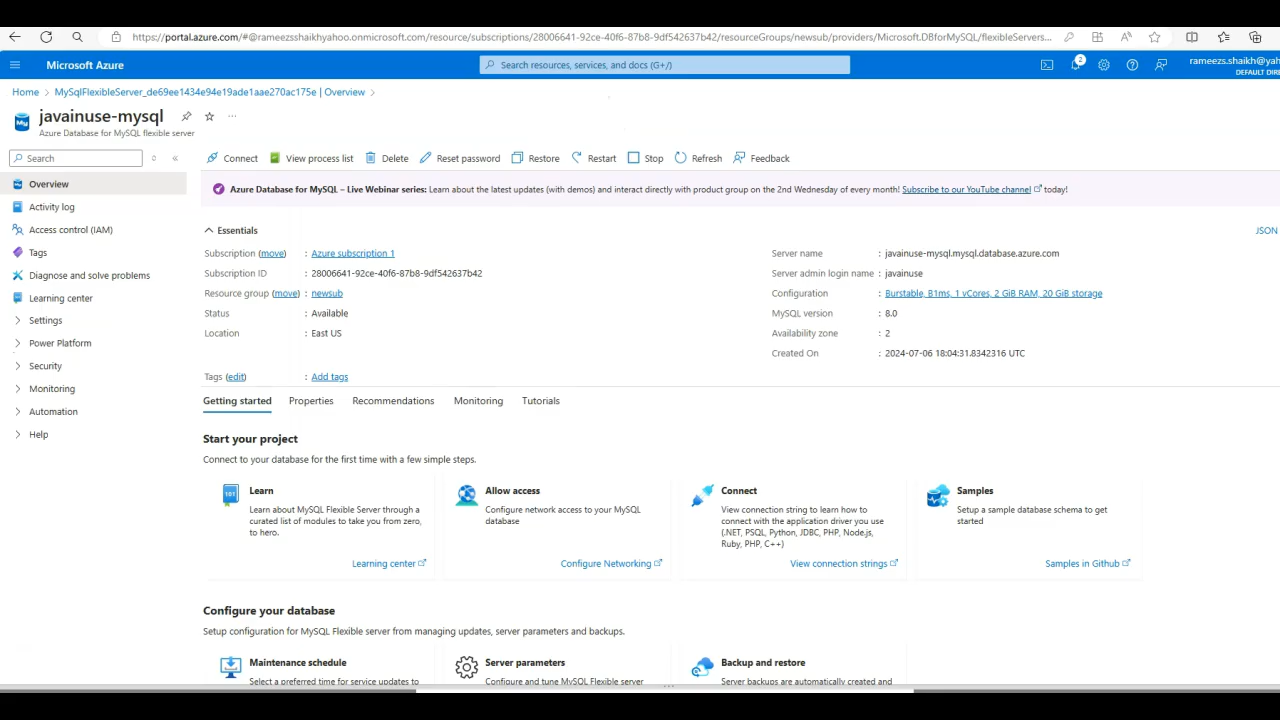 https://portal.azure.com/#@rameezsshaikhyahoo.onmicrosoft.com/resource/subscriptions/28006641-92ce-40f6-87b8-9df542637b42/resourceGroups/newsub/providers/Microsoft.DBforMySQL/flexibleServers...
Microsoft Azure
Search resources, services, and docs (G+/)
2
rameezs.shaikh@yah
DEFAULT DIRE
Home > MySqlFlexibleServer_de69ee1434e94e19ade1aae270ac175e | Overview >
javainuse-mysql
Azure Database for MySQL flexible server
Search
Connect View process list Delete Reset password Restore Restart Stop Refresh Feedback
Overview
Activity log
Access control (IAM)
Tags
Diagnose and solve problems
Learning center
Settings
Power Platform
Security
Monitoring
Automation
Help
Azure Database for MySQL – Live Webinar series: Learn about the latest updates (with demos) and interact directly with product group on the 2nd Wednesday of every month! Subscribe to our YouTube channel today!
Essentials
JSON
Subscription (move) : Azure subscription 1
Subscription ID : 28006641-92ce-40f6-87b8-9df542637b42
Resource group (move) : newsub
Status : Available
Location : East US
Server name : javainuse-mysql.mysql.database.azure.com
Server admin login name : javainuse
Configuration : Burstable, B1ms, 1 vCores, 2 GiB RAM, 20 GiB storage
MySQL version : 8.0
Availability zone : 2
Created On : 2024-07-06 18:04:31.8342316 UTC
Tags (edit) : Add tags
Getting started Properties Recommendations Monitoring Tutorials
Start your project
Connect to your database for the first time with a few simple steps.
Learn
Learn about MySQL Flexible Server through a
curated list of modules to take you from zero,
to hero.
Learning center
Allow access
Configure network access to your MySQL
database
Configure Networking
Connect
View connection string to learn how to
connect with the application driver you use
(.NET, PSQL, Python, JDBC, PHP, Node.js,
Ruby, PHP, C++)
View connection strings
Samples
Setup a sample database schema to get
started
Samples in Github
Configure your database
Setup configuration for MySQL Flexible server from managing updates, server parameters and backups.
Maintenance schedule
Select a preferred time for service updates to
Server parameters
Configure and tune MySQL Flexible server
Backup and restore
Server backups are automatically created and